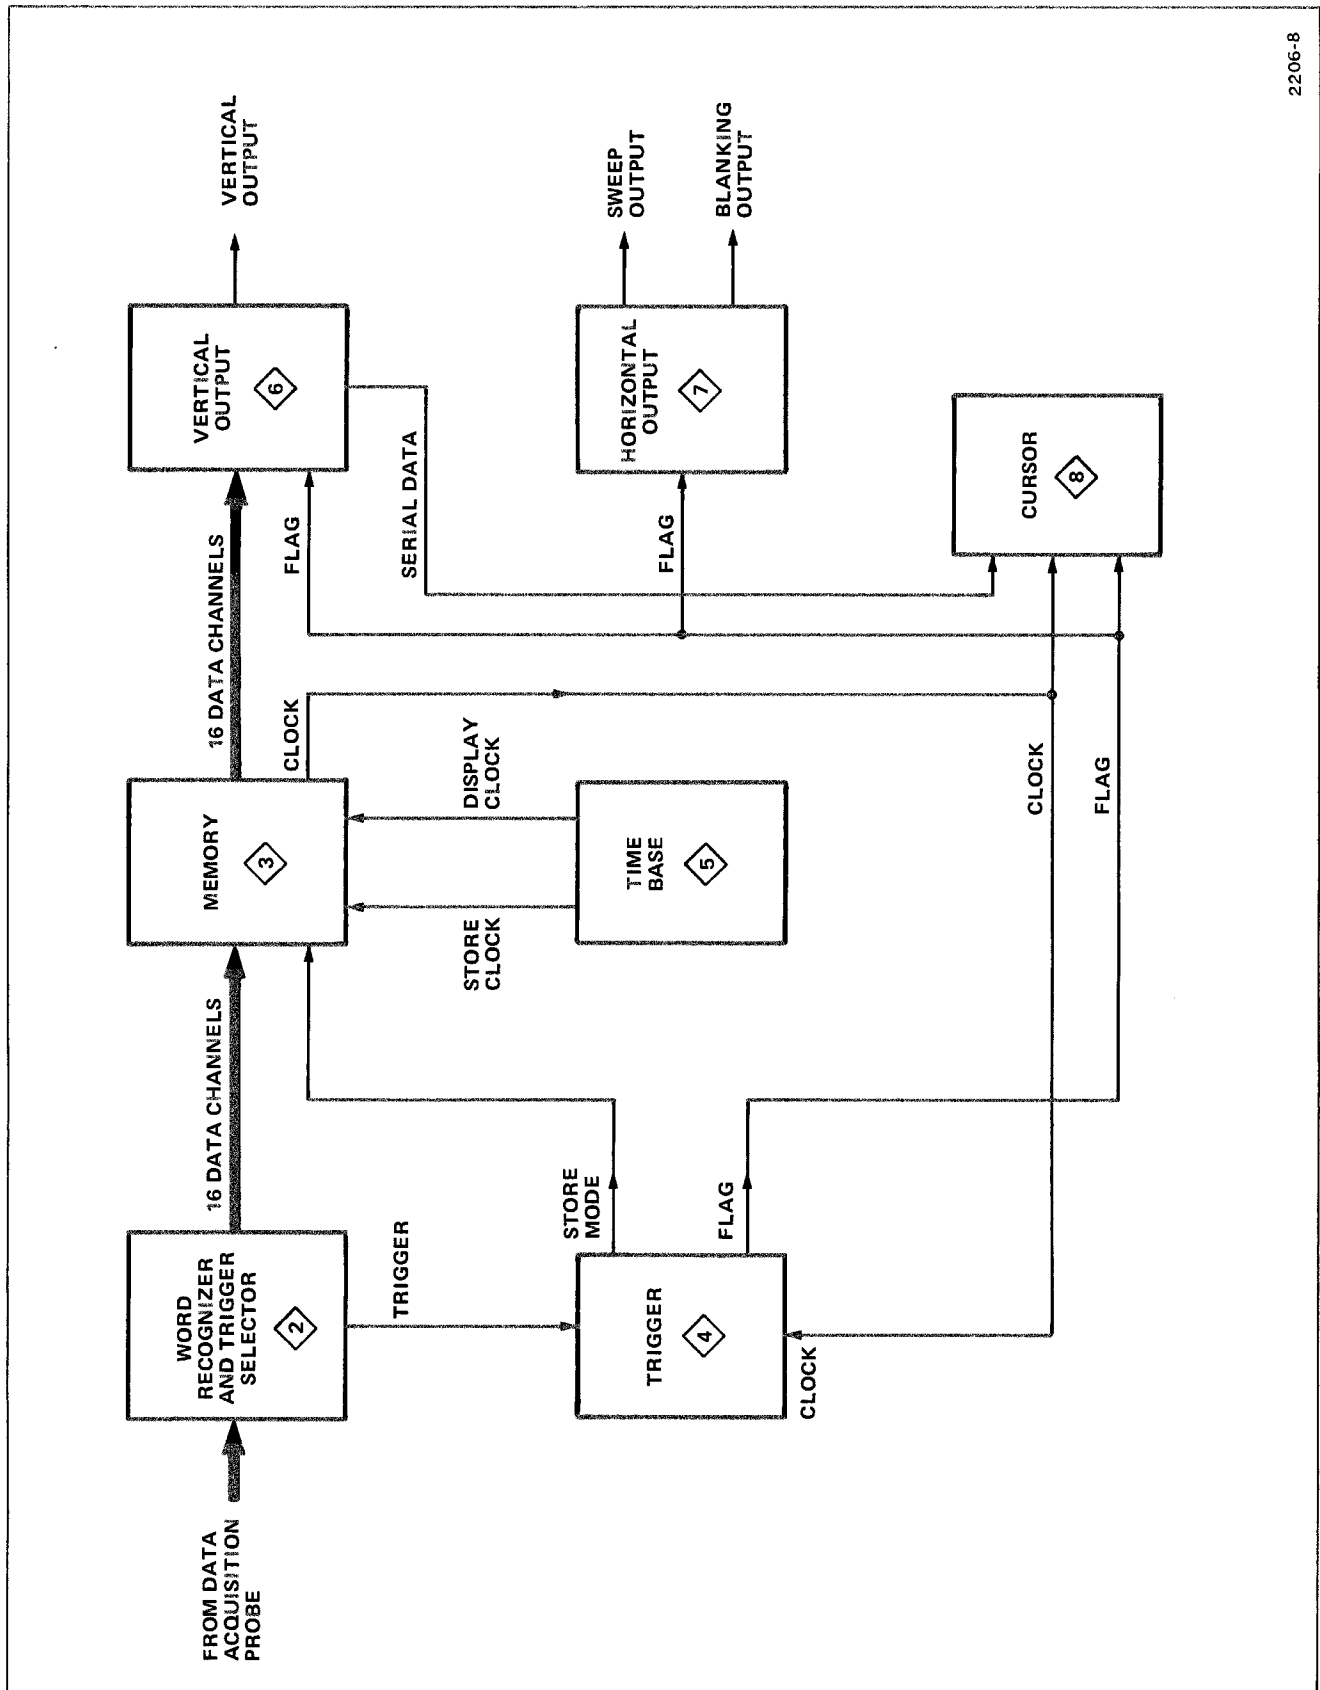 FROM DATA
ACQUISITION
PROBE
WORD
RECOGNIZER
AND TRIGGER
SELECTOR
2
16 DATA CHANNELS
MEMORY
3
16 DATA CHANNELS
VERTICAL
OUTPUT
6
VERTICAL
OUTPUT
TRIGGER
CLOCK
FLAG
SERIAL DATA
STORE
CLOCK
DISPLAY
CLOCK
STORE
MODE
TRIGGER
4
FLAG
CLOCK
TIME
BASE
5
FLAG
HORIZONTAL
OUTPUT
7
SWEEP
OUTPUT
BLANKING
OUTPUT
CLOCK
FLAG
CURSOR
8
2206-8